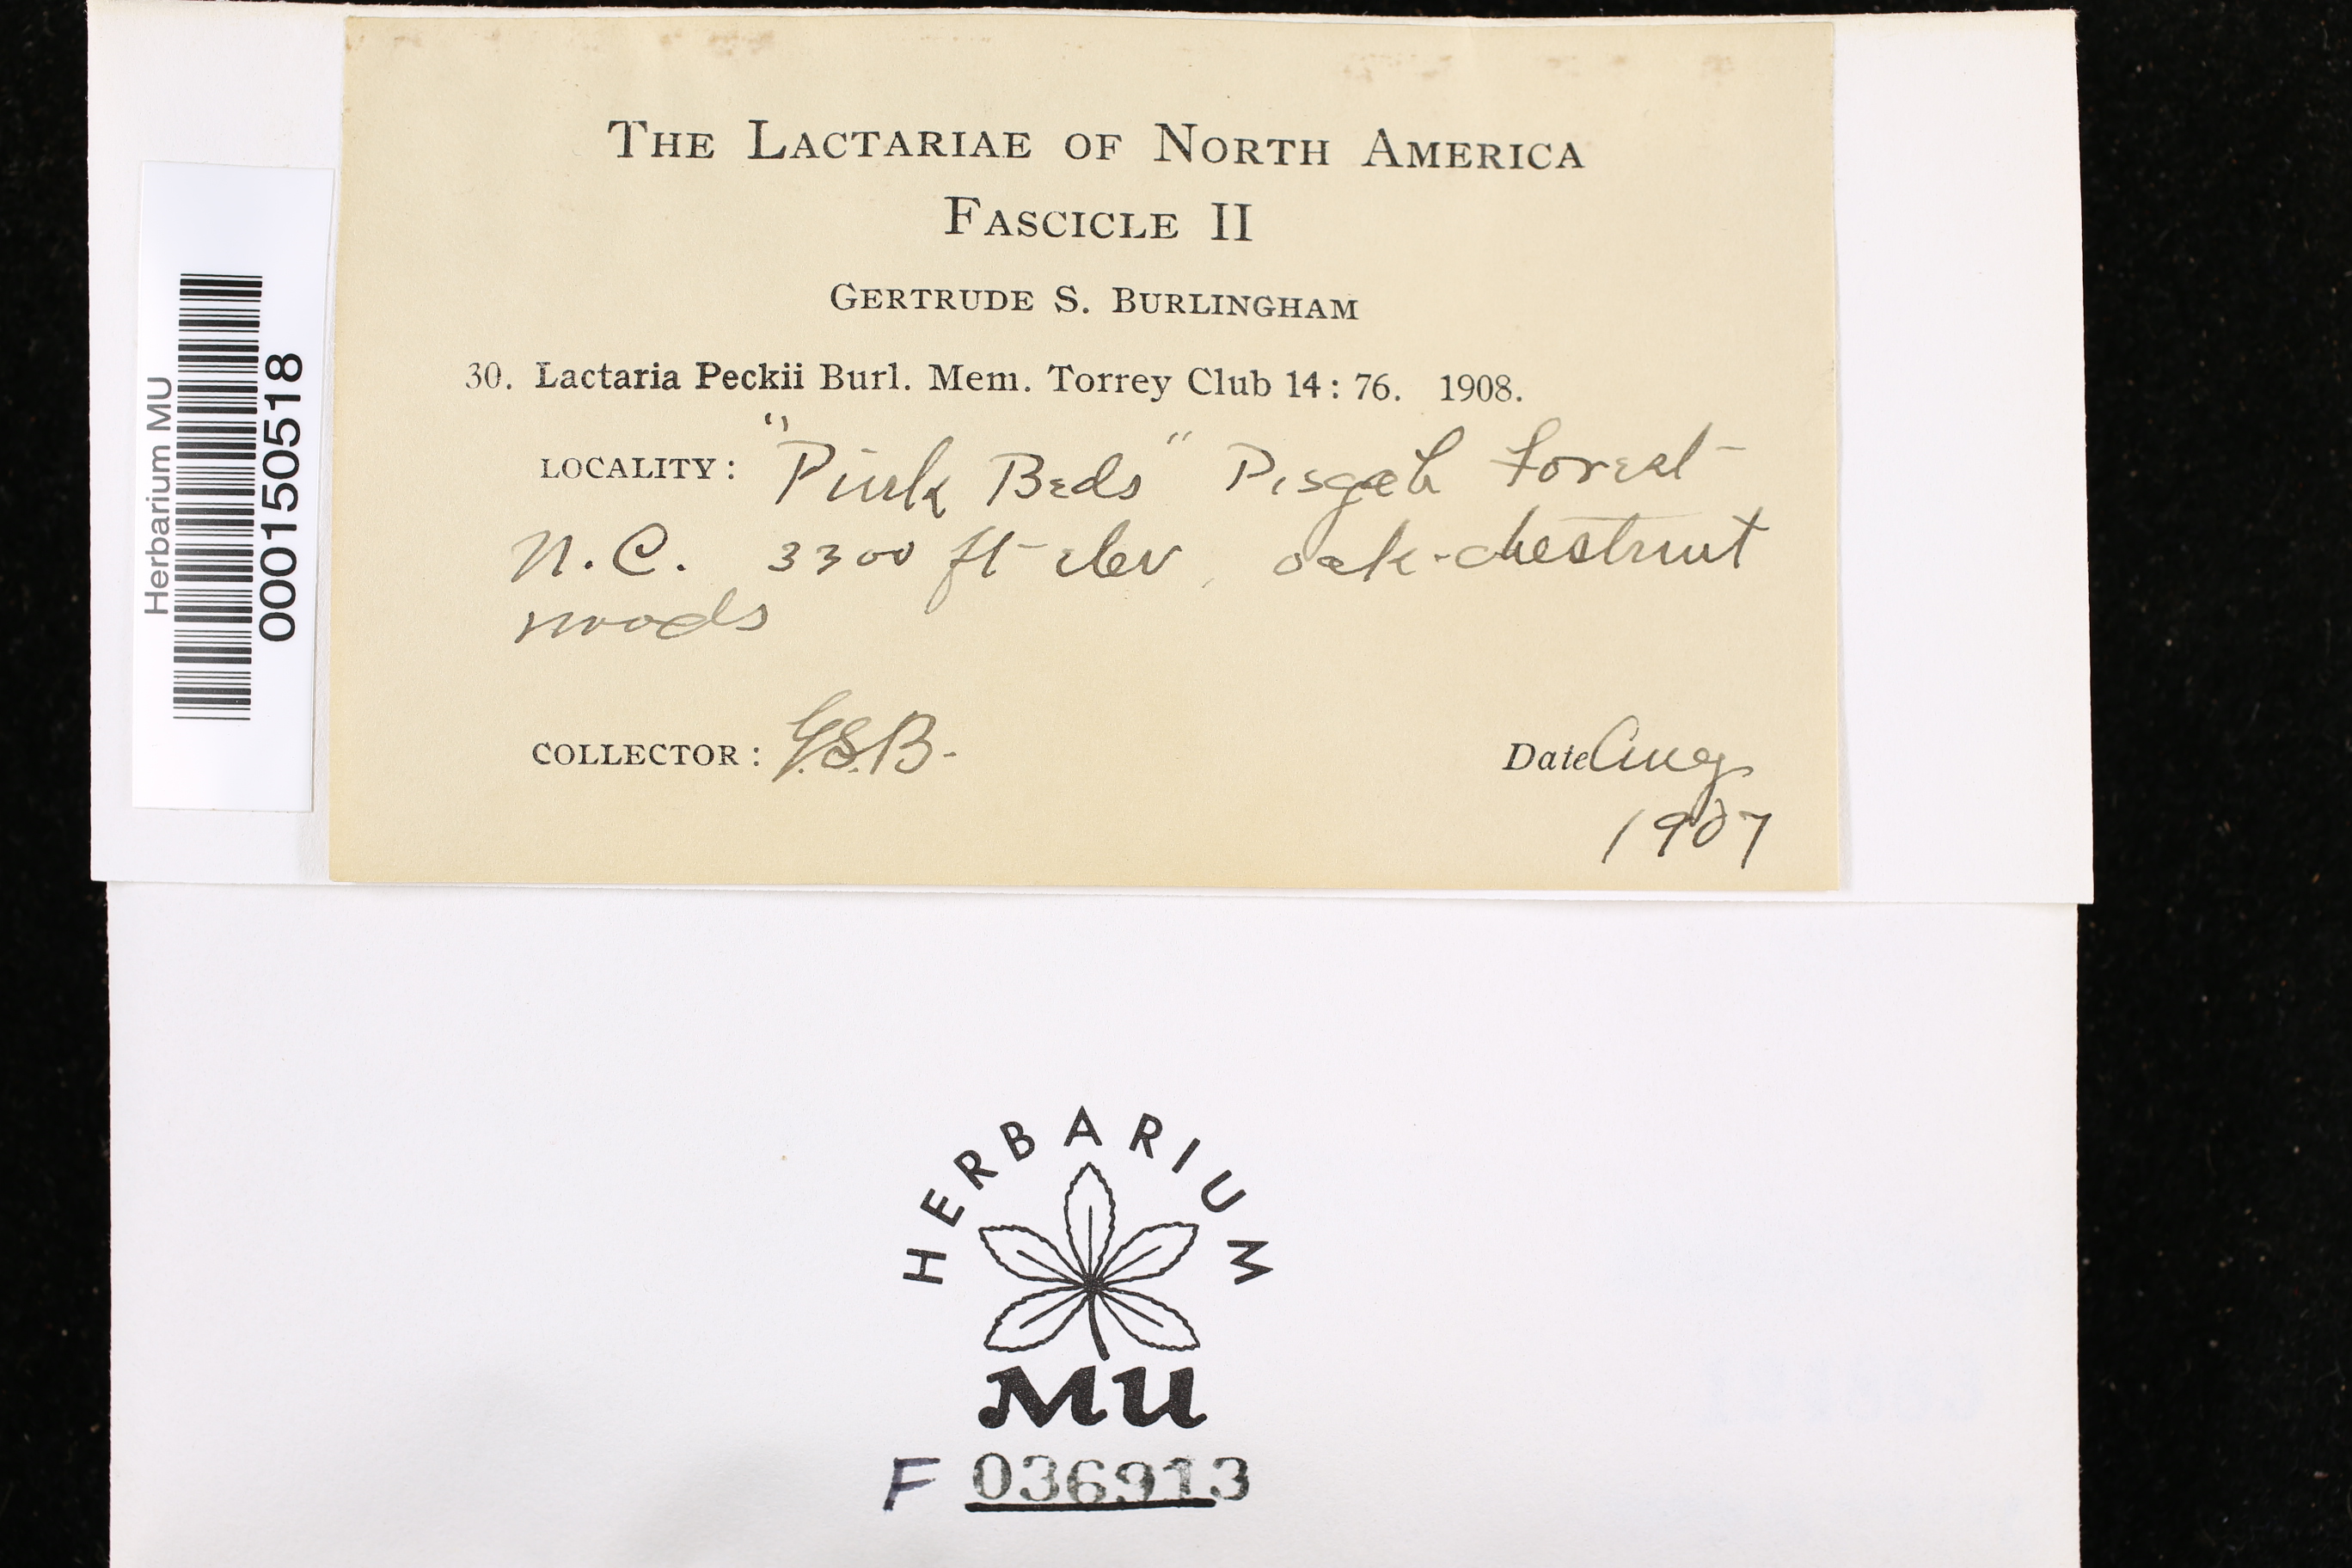 THE LACTARIAE OF NORTH AMERICA
FASCICLE II
GERTRUDE S. BURLINGHAM
30. Lactaria Peckii Burl. Mem. Torrey Club 14: 76. 1908.
LOCALITY: "Pink Beds" Pisgah Forest
N.C. 3300 ft elev, oak-chestnut
woods
COLLECTOR: G.S.B.
Date Aug
1907
Herbarium MU
000150518
HERBARIUM
MU
F 036913